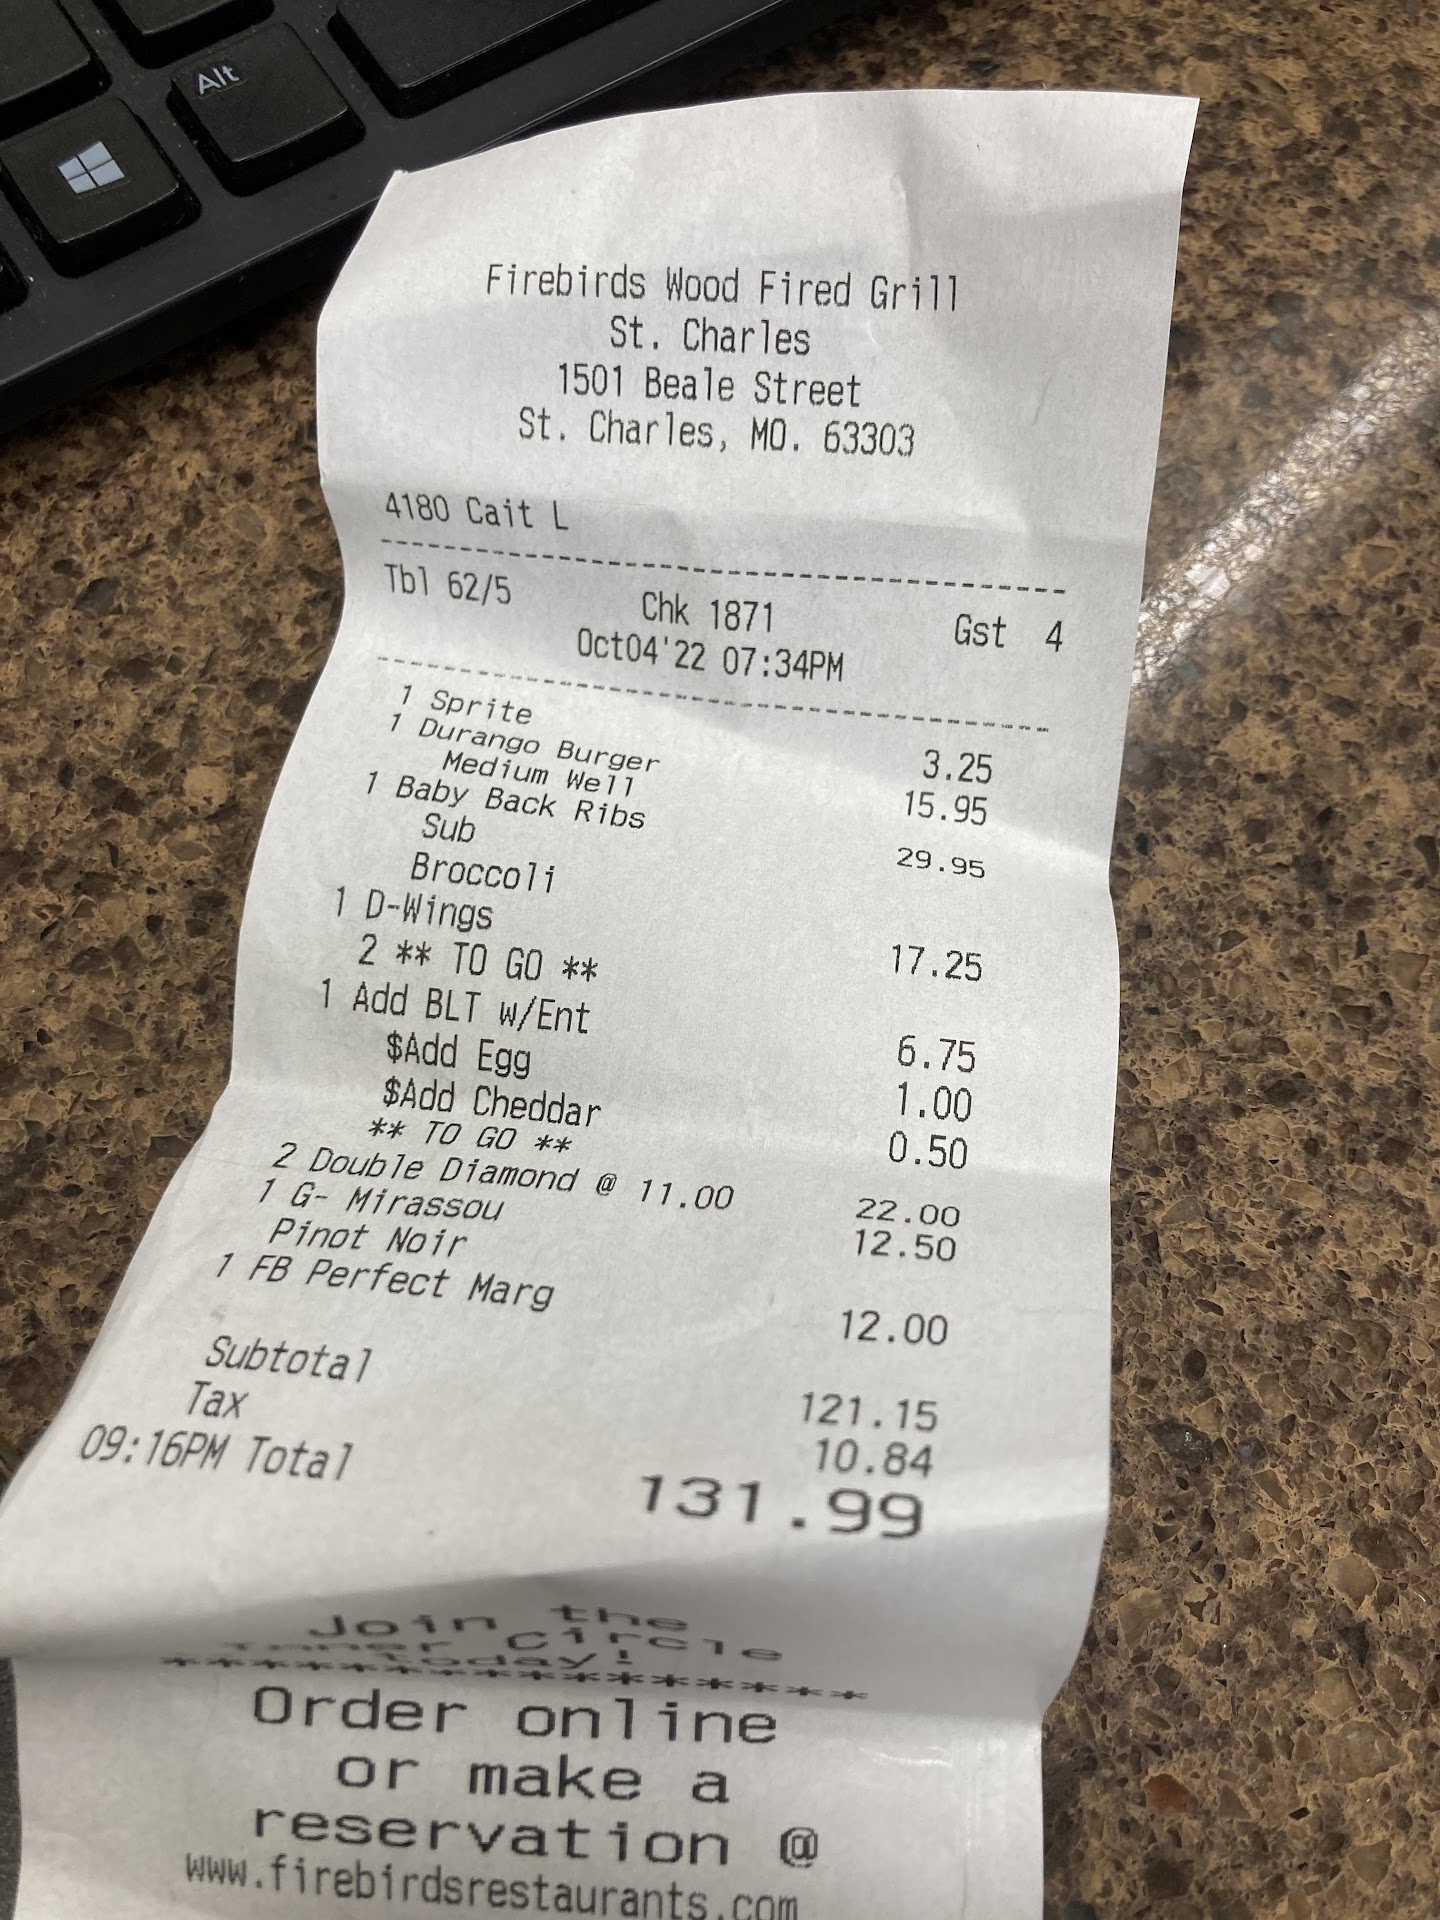 Alt
Firebirds Wood Fired Grill
St. Charles
1501 Beale Street
St. Charles, MO. 63303
4180 Cait L
Tbl 62/5 Chk 1871 Gst 4
Oct04'22 07:34PM
1 Sprite 3.25
1 Durango Burger 15.95
Medium Well
1 Baby Back Ribs 29.95
Sub
Broccoli
1 D-Wings 17.25
2 ** TO GO **
1 Add BLT w/Ent 6.75
$Add Egg 1.00
$Add Cheddar 0.50
** TO GO **
2 Double Diamond @ 11.00 22.00
1 G- Mirassou 12.50
Pinot Noir
1 FB Perfect Marg 12.00
Subtotal 121.15
Tax 10.84
09:16PM Total 131.99
Join the
Inner Circle
today!
*****************
Order online
or make a
reservation @
www.firebirdsrestaurants.com